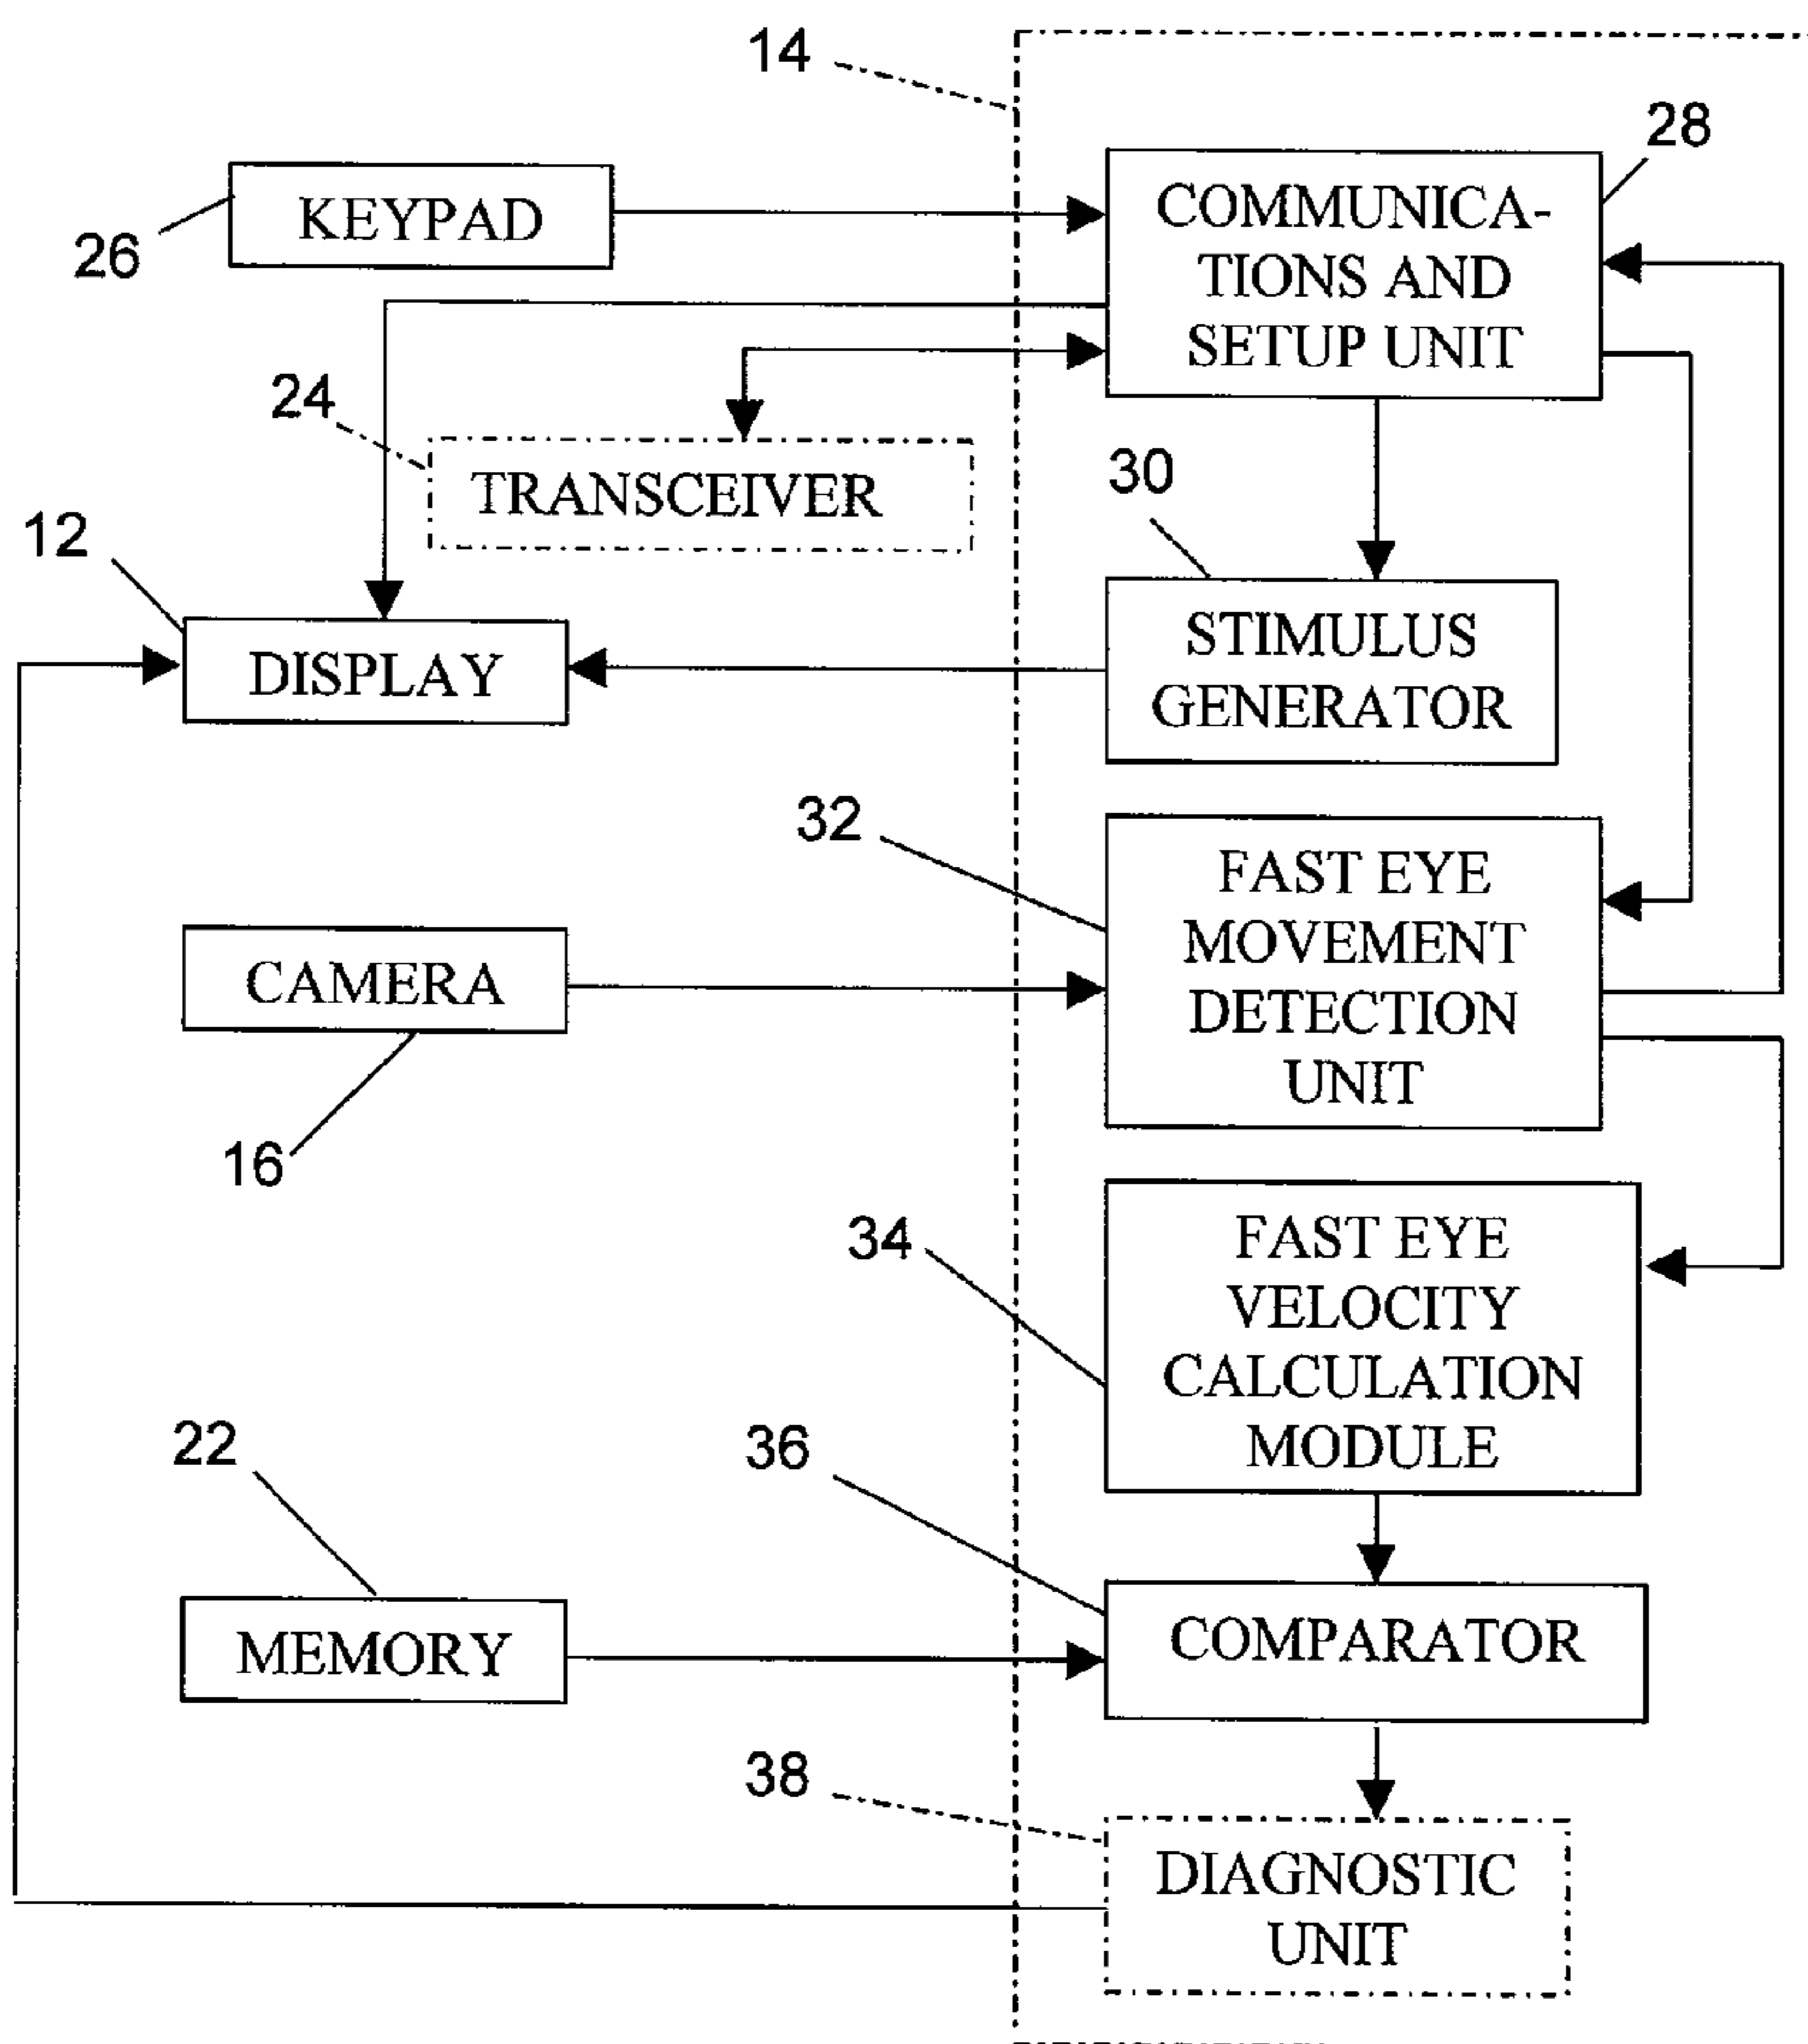 14
28
KEYPAD
26
COMMUNICA-
TIONS AND
SETUP UNIT
24
TRANSCEIVER
30
12
DISPLAY
STIMULUS
GENERATOR
32
FAST EYE
MOVEMENT
DETECTION
UNIT
CAMERA
16
34
FAST EYE
VELOCITY
CALCULATION
MODULE
22
36
MEMORY
COMPARATOR
38
DIAGNOSTIC
UNIT